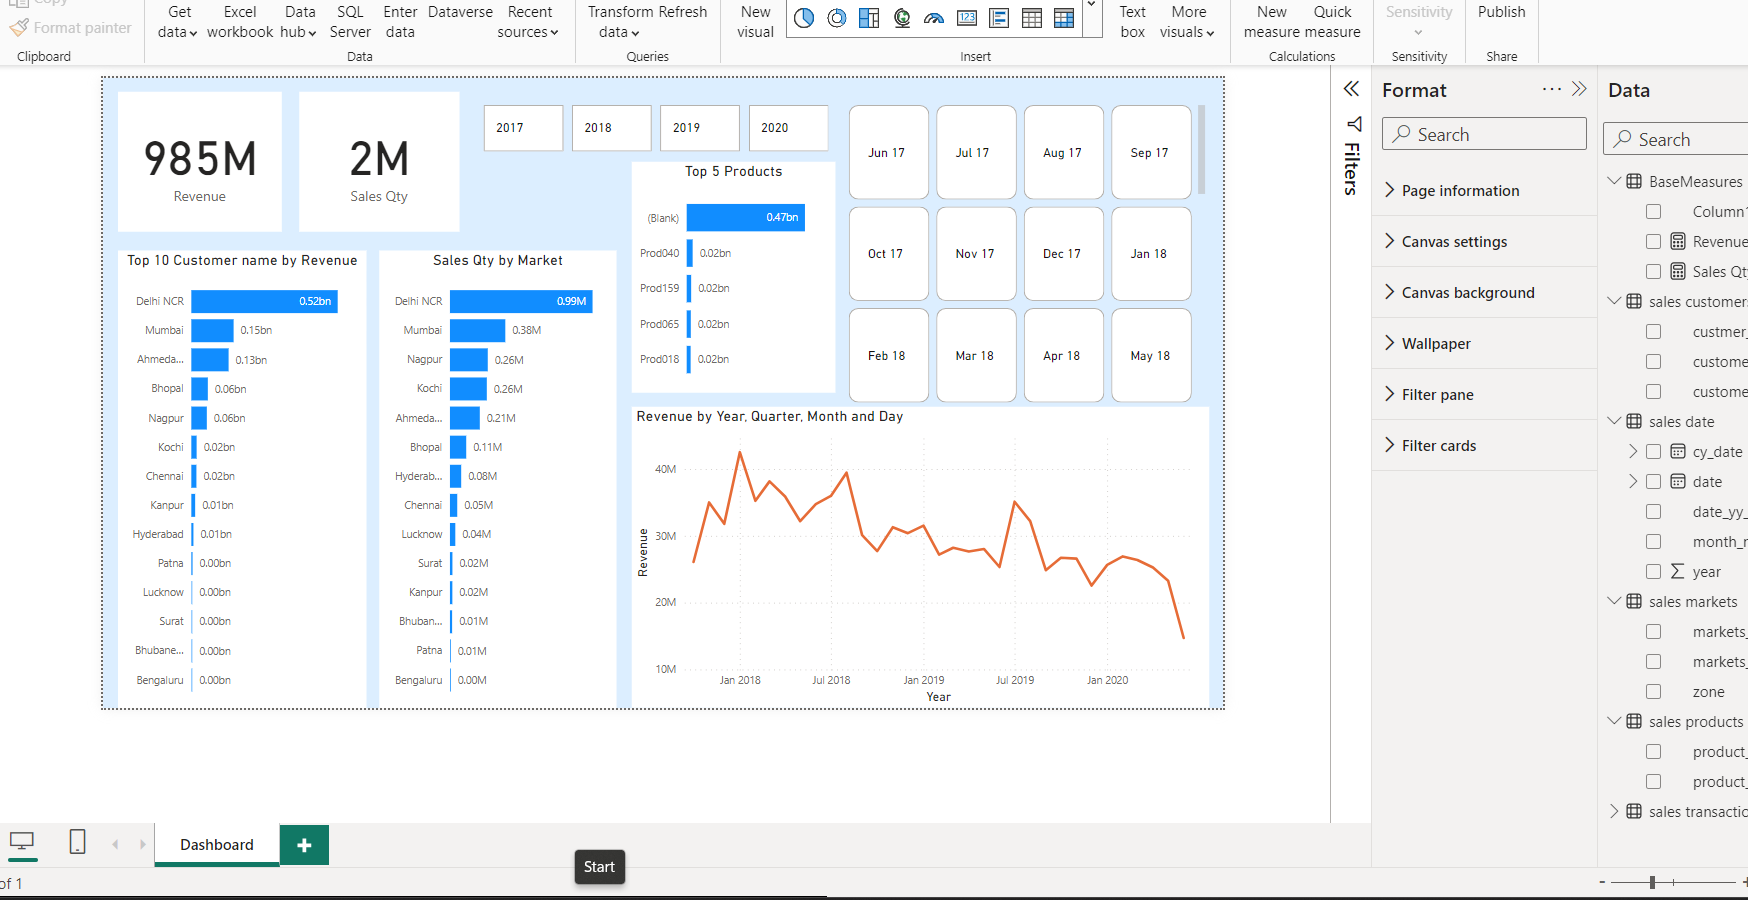 Copy
Format painter
Clipboard
Get data
Excel workbook
Data hub
SQL Server
Enter data
Dataverse
Recent sources
Data
Transform data
Refresh
Queries
New visual
123
Insert
Text box
More visuals
New measure
Quick measure
Calculations
Sensitivity
Sensitivity
Publish
Share
985M
Revenue
2M
Sales Qty
2017
2018
2019
2020
Top 5 Products
(Blank) 0.47bn
Prod040 0.02bn
Prod159 0.02bn
Prod065 0.02bn
Prod018 0.02bn
Jun 17
Jul 17
Aug 17
Sep 17
Oct 17
Nov 17
Dec 17
Jan 18
Feb 18
Mar 18
Apr 18
May 18
Top 10 Customer name by Revenue
Delhi NCR 0.52bn
Mumbai 0.15bn
Ahmeda... 0.13bn
Bhopal 0.06bn
Nagpur 0.06bn
Kochi 0.02bn
Chennai 0.02bn
Kanpur 0.01bn
Hyderabad 0.01bn
Patna 0.00bn
Lucknow 0.00bn
Surat 0.00bn
Bhubane... 0.00bn
Bengaluru 0.00bn
Sales Qty by Market
Delhi NCR 0.99M
Mumbai 0.38M
Nagpur 0.26M
Kochi 0.26M
Ahmeda... 0.21M
Bhopal 0.11M
Hyderab... 0.08M
Chennai 0.05M
Lucknow 0.04M
Surat 0.02M
Kanpur 0.02M
Bhuban... 0.01M
Patna 0.01M
Bengaluru 0.00M
Revenue by Year, Quarter, Month and Day
Revenue
40M
30M
20M
10M
Jan 2018
Jul 2018
Jan 2019
Jul 2019
Jan 2020
Year
Filters
Format
Search
Page information
Canvas settings
Canvas background
Wallpaper
Filter pane
Filter cards
Data
Search
BaseMeasures
Column
Revenue
Sales Qt
sales customer
custmer_
custome
custome
sales date
cy_date
date
date_yy_
month_r
year
sales markets
markets_
markets_
zone
sales products
product_
product_
sales transactio
Dashboard
+
Start
of 1